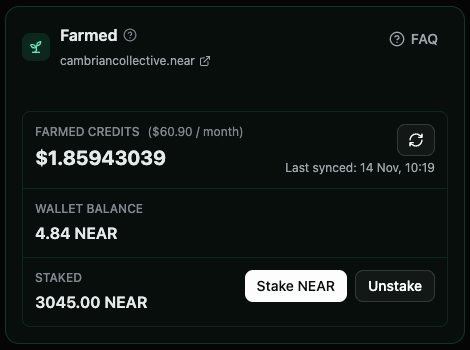 Farmed
FAQ
cambriancollective.near
FARMED CREDITS ($60.90 / month)
$1.85943039
Last synced: 14 Nov, 10:19
WALLET BALANCE
4.84 NEAR
STAKED
3045.00 NEAR
Stake NEAR
Unstake